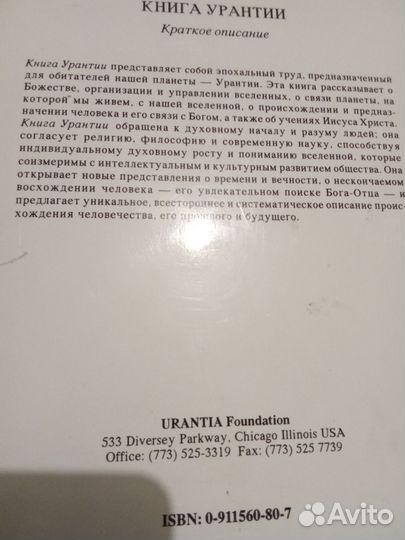 КНИГА УРАНТИИ
Краткое описание
Книга Урантии представляет собой эпохальный труд, предназначенный
для обитателей нашей планеты — Урантии. Эта книга рассказывает о
Божестве, организации и управлении вселенных, о связи планеты, на
которой мы живем, с нашей вселенной, о происхождении и предназ-
начении человека и его связи с Богом, а также об учениях Иисуса Христа.
Книга Урантии обращена к духовному началу и разуму людей; она
согласует религию, философию и современную науку, способствуя
индивидуальному духовному росту и пониманию вселенной, которые
соизмеримы с интеллектуальным и культурным развитием общества. Она
открывает новые представления о времени и вечности, о нескончаемом
восхождении человека — его увлекательном поиске Бога-Отца — и
предлагает уникальное, всестороннее и систематическое описание проис-
хождения человечества, его прошлого и будущего.
URANTIA Foundation
533 Diversey Parkway, Chicago Illinois USA
Office: (773) 525-3319 Fax: (773) 525 7739
ISBN: 0-911560-80-7
Avito